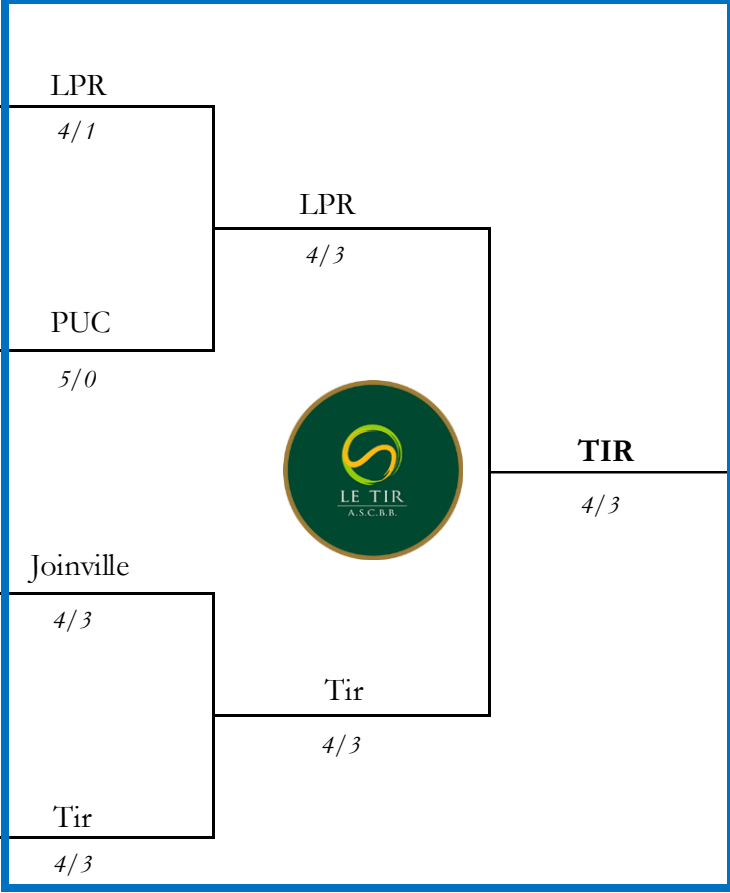 LPR
4/1
LPR
4/3
PUC
5/0
LE TIR
A.S.C.B.B.
TIR
4/3
Joinville
4/3
Tir
4/3
Tir
4/3